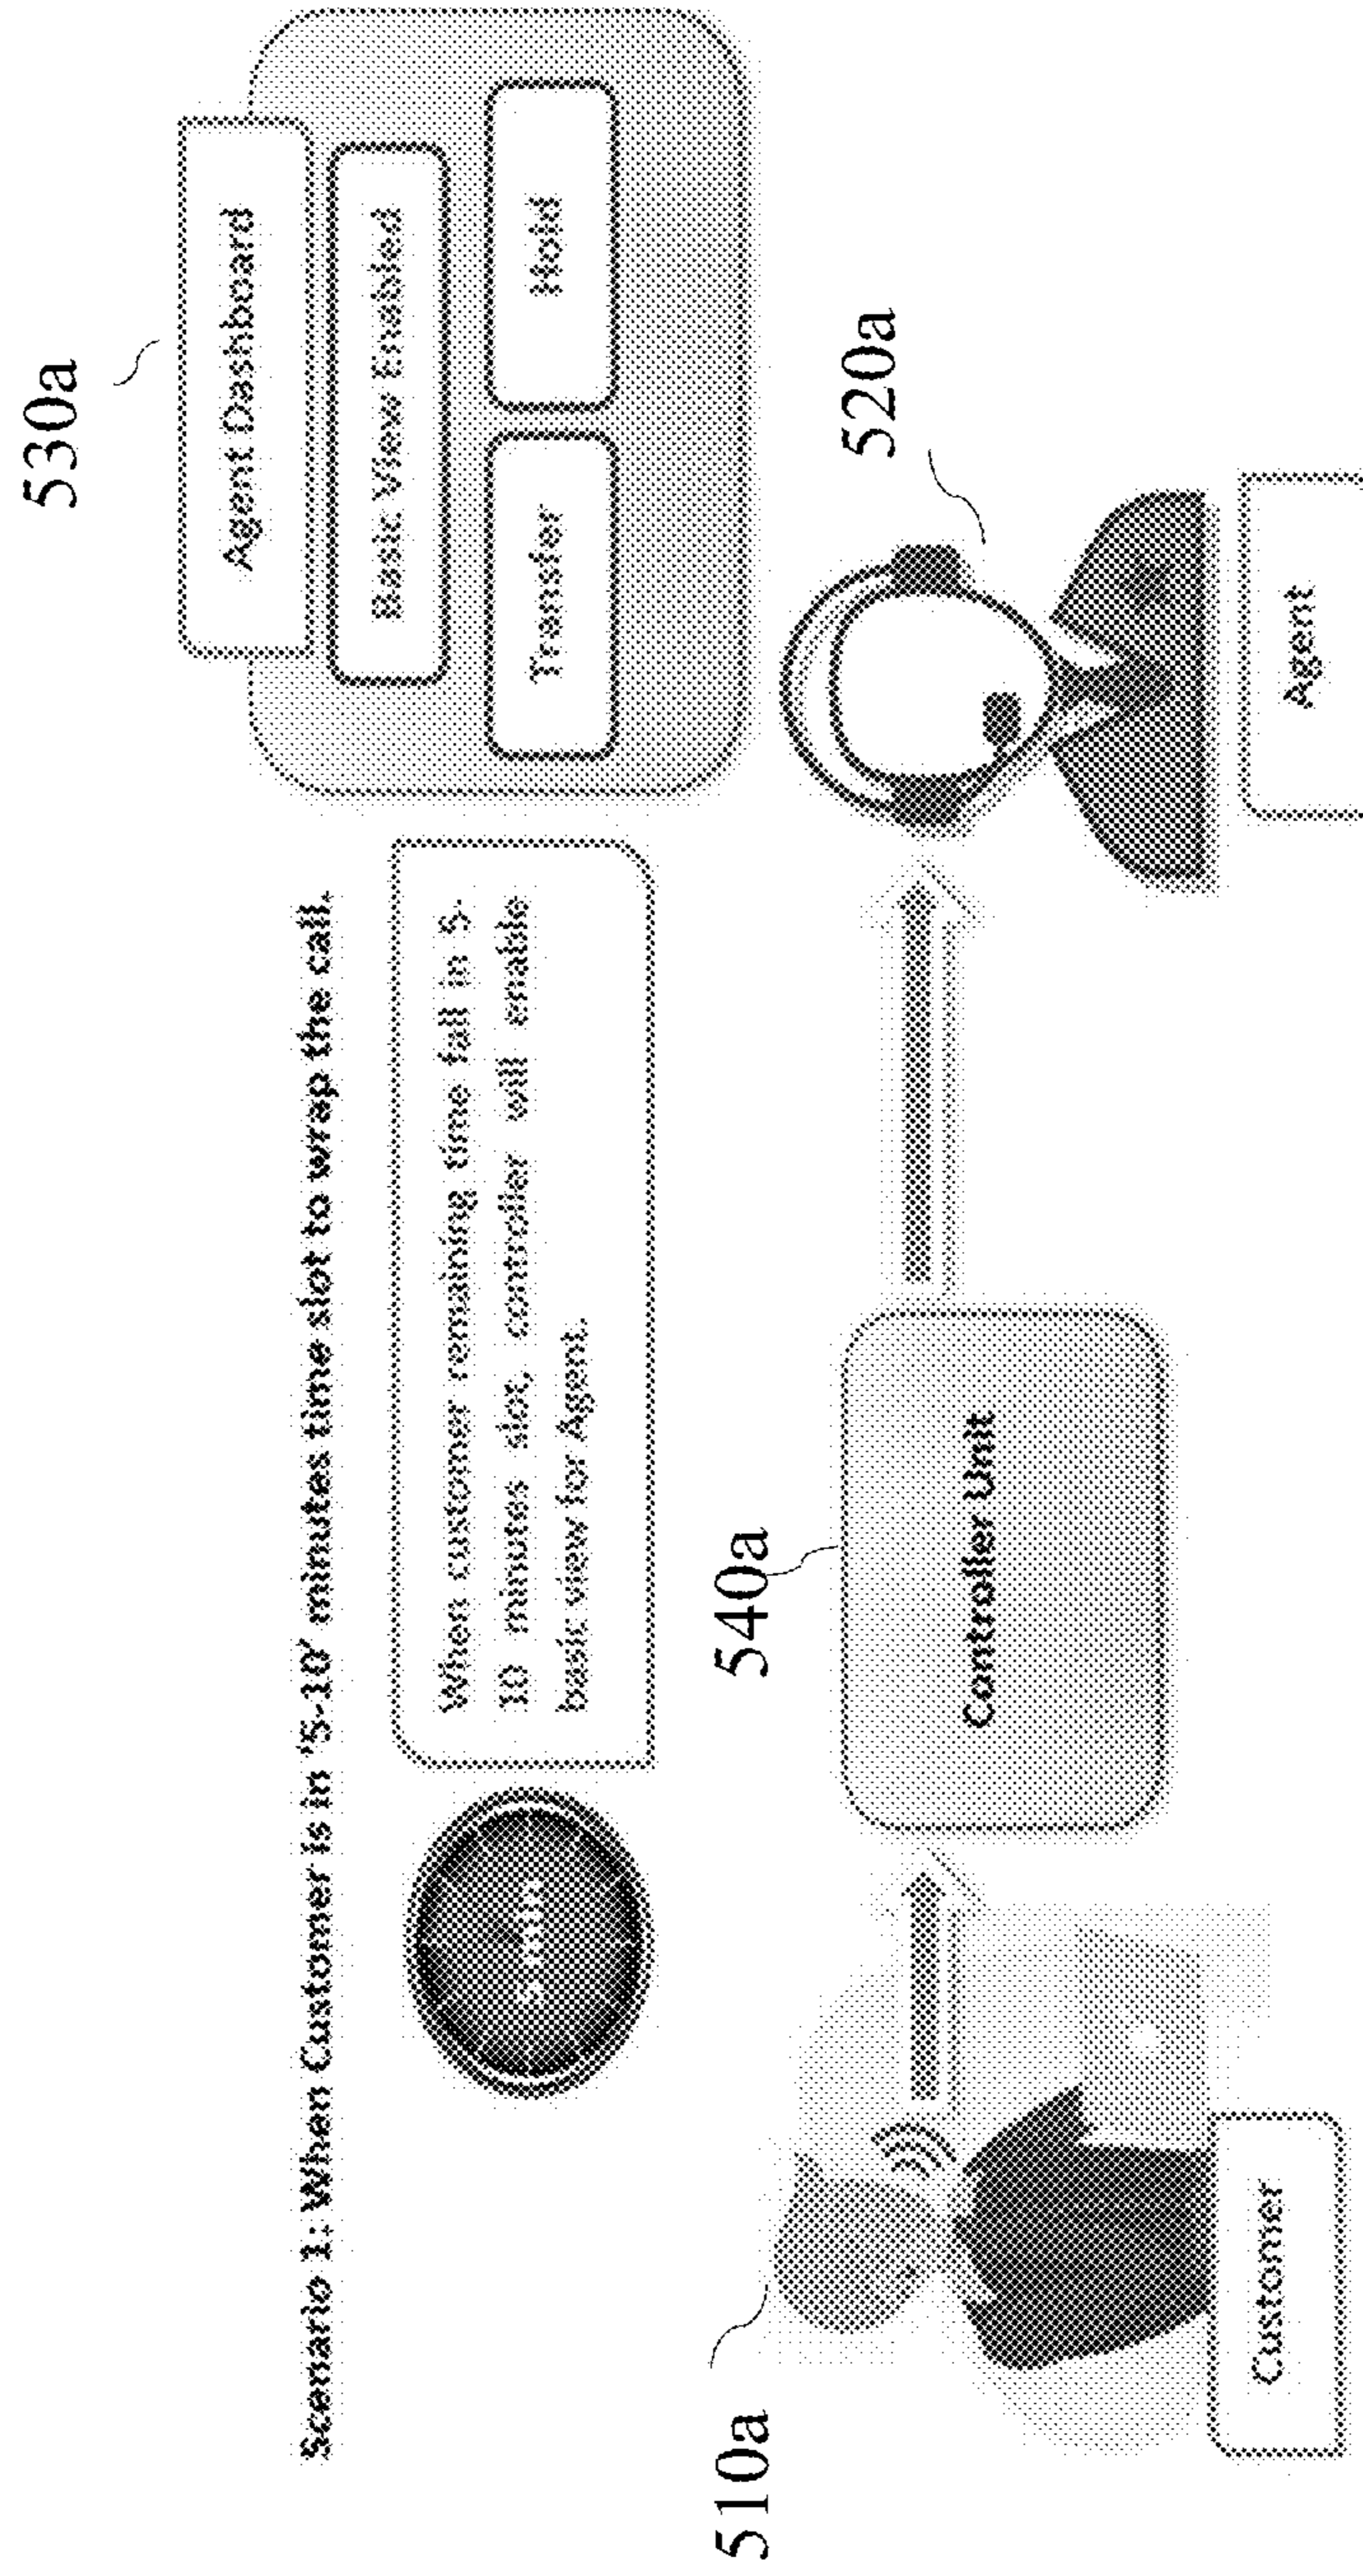 530a
Agent Dashboard
Basic View Enabled
Transfer
Hold
Scenario 1: When Customer is in '5-10' minutes time slot to wrap the call.
5 min
When customer remaining time fall in 5-
10 minutes slot, controller will enable
basic view for Agent.
510a
540a
520a
Controller Unit
Customer
Agent